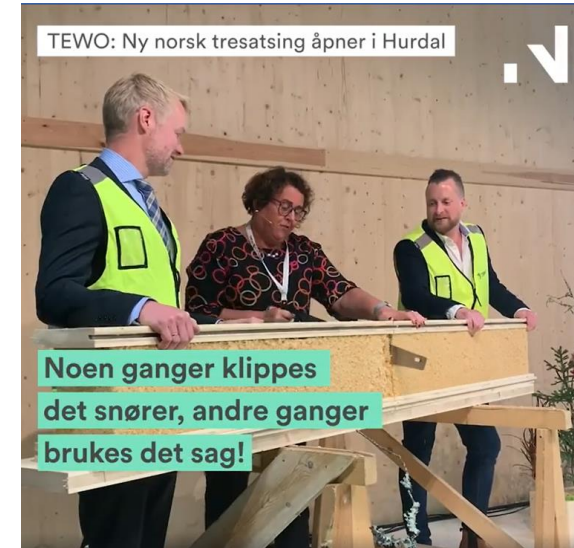 TEWO: Ny norsk tresatsing åpner i Hurdal
.N
Noen ganger klippes
det snører, andre ganger
brukes det sag!